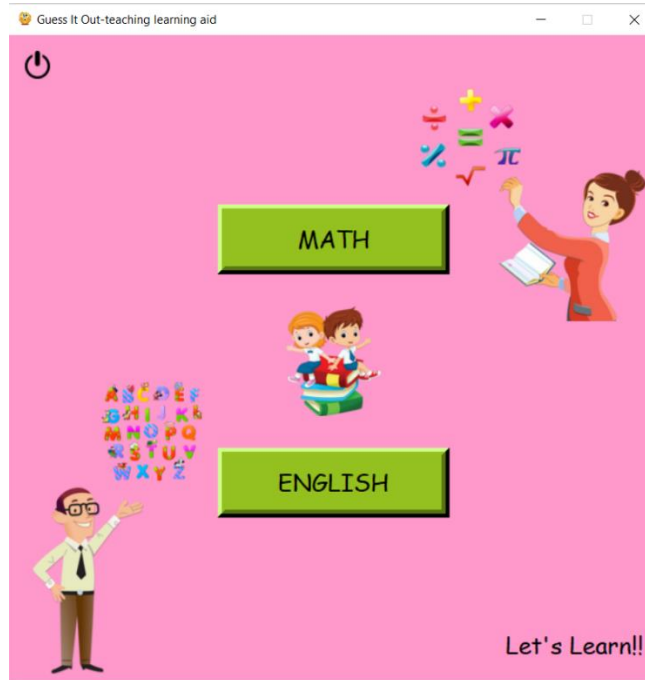 Guess It Out-teaching learning aid
MATH
A B C D E F
G H I J K L
M N O P Q
R S T U V
W X Y Z
ENGLISH
Let's Learn!!